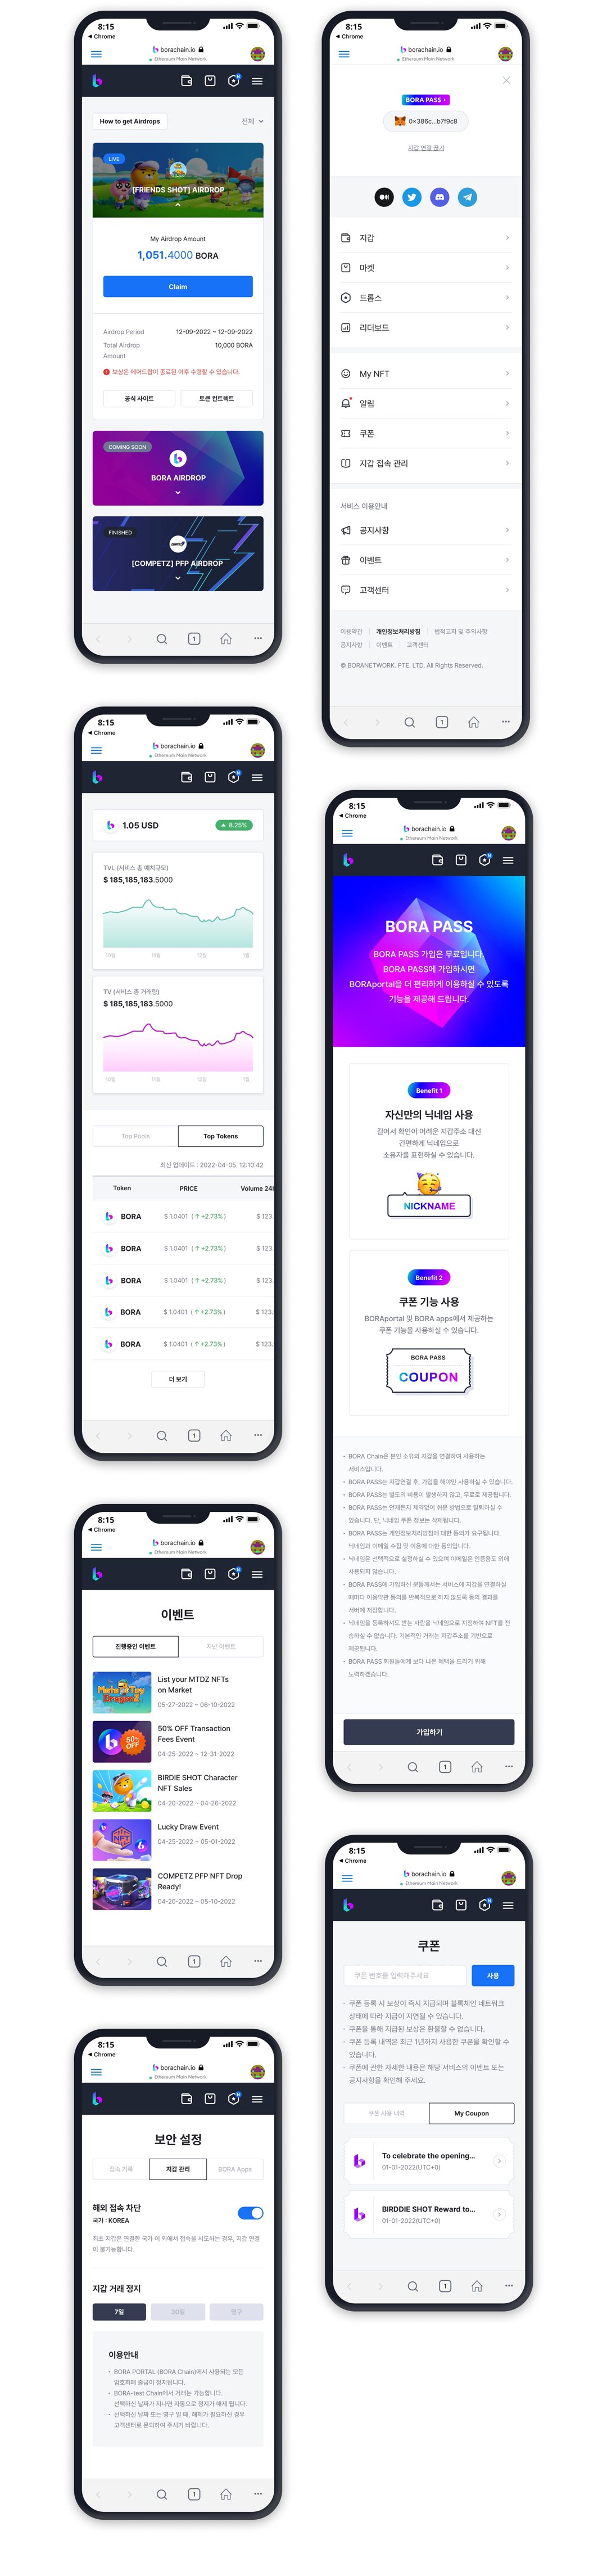 8:15
◀ Chrome
borachain.io
Ethereum Main Network
How to get Airdrops
전체
LIVE
[FRIENDS SHOT] AIRDROP
My Airdrop Amount
1,051.4000 BORA
Claim
Airdrop Period 12-09-2022 ~ 12-09-2022
Total Airdrop 10,000 BORA
Amount
보상은 에어드랍이 종료된 이후 수령할 수 있습니다.
공식 사이트 토큰 컨트랙트
COMING SOON
BORA AIRDROP
FINISHED
[COMPETZ] PFP AIRDROP
1
8:15
◀ Chrome
borachain.io
Ethereum Main Network
BORA PASS
0x386c...b7f9c8
지갑 연결 끊기
지갑
마켓
드롭스
리더보드
My NFT
알림
쿠폰
지갑 접속 관리
서비스 이용안내
공지사항
이벤트
고객센터
이용약관 개인정보처리방침 법적고지 및 주의사항
공지사항 이벤트 고객센터
© BORANETWORK. PTE. LTD. All Rights Reserved.
1
8:15
◀ Chrome
borachain.io
Ethereum Main Network
1.05 USD
8.25%
TVL (서비스 총 예치규모)
$ 185,185,183.5000
10월 11월 12월 1월
TV (서비스 총 거래량)
$ 185,185,183.5000
10월 11월 12월 1월
Top Pools Top Tokens
최신 업데이트 : 2022-04-05 12:10:42
Token PRICE Volume 24H
BORA $ 1.0401 (↑ +2.73%) $ 123.
BORA $ 1.0401 (↑ +2.73%) $ 123.
BORA $ 1.0401 (↑ +2.73%) $ 123.
BORA $ 1.0401 (↑ +2.73%) $ 123.
BORA $ 1.0401 (↑ +2.73%) $ 123.
더 보기
1
8:15
◀ Chrome
borachain.io
Ethereum Main Network
BORA PASS
BORA PASS 가입은 무료입니다.
BORA PASS에 가입하시면
BORAportal을 더 편리하게 이용하실 수 있도록
기능을 제공해 드립니다.
Benefit 1
자신만의 닉네임 사용
길어서 확인이 어려운 지갑주소 대신
간편하게 닉네임으로
소유자를 표현하실 수 있습니다.
NICKNAME
Benefit 2
쿠폰 기능 사용
BORAportal 및 BORA apps에서 제공하는
쿠폰 기능을 사용하실 수 있습니다.
BORA PASS
COUPON
BORA Chain은 본인 소유의 지갑을 연결하여 사용하는
서비스입니다.
BORA PASS는 지갑연결 후, 가입을 해야만 사용하실 수 있습니다.
BORA PASS는 별도의 비용이 발생하지 않고, 무료로 제공됩니다.
BORA PASS는 언제든지 제약없이 쉬운 방법으로 탈퇴하실 수
있습니다. 단, 닉네임 쿠폰 정보는 삭제됩니다.
BORA PASS는 개인정보처리방침에 대한 동의가 요구됩니다.
닉네임과 이메일 수집 및 이용에 대한 동의입니다.
닉네임은 선택적으로 설정하실 수 있으며 이메일은 인증용도 외에
사용되지 않습니다.
BORA PASS에 가입하신 분들께서는 서비스에 지갑을 연결하실
때마다 이용약관 동의를 반복적으로 하지 않도록 동의 결과를
서버에 저장합니다.
닉네임을 등록하셔도 받는 사람을 닉네임으로 지정하여 NFT를 전
송하실 수 없습니다. 기본적인 거래는 지갑주소를 기반으로
제공됩니다.
BORA PASS 회원들에게 보다 나은 혜택을 드리기 위해
노력하겠습니다.
가입하기
1
8:15
◀ Chrome
borachain.io
Ethereum Main Network
이벤트
진행중인 이벤트 지난 이벤트
List your MTDZ NFTs
on Market
05-27-2022 ~ 06-10-2022
50% OFF
50% OFF Transaction
Fees Event
04-25-2022 ~ 12-31-2022
BIRDIE SHOT Character
NFT Sales
04-20-2022 ~ 04-26-2022
Lucky Draw Event
04-25-2022 ~ 05-01-2022
COMPETZ PFP NFT Drop
Ready!
04-20-2022 ~ 05-10-2022
1
8:15
◀ Chrome
borachain.io
Ethereum Main Network
쿠폰
쿠폰 번호를 입력해주세요 사용
쿠폰 등록 시 보상이 즉시 지급되며 블록체인 네트워크
상태에 따라 지급이 지연될 수 있습니다.
쿠폰을 통해 지급된 보상은 환불할 수 없습니다.
쿠폰 등록 내역은 최근 1년까지 사용한 쿠폰을 확인할 수
있습니다.
쿠폰에 관한 자세한 내용은 해당 서비스의 이벤트 또는
공지사항을 확인해 주세요.
쿠폰 사용 내역 My Coupon
To celebrate the opening...
01-01-2022(UTC+0)
BIRDDIE SHOT Reward to...
01-01-2022(UTC+0)
1
8:15
◀ Chrome
borachain.io
Ethereum Main Network
보안 설정
접속 기록 지갑 관리 BORA Apps
해외 접속 차단
국가 : KOREA
최초 지갑은 연결한 국가 이 외에서 접속을 시도하는 경우, 지갑 연결
이 불가능합니다.
지갑 거래 정지
7일 30일 영구
이용안내
BORA PORTAL (BORA Chain)에서 사용되는 모든
암호화폐 출금이 정지됩니다.
BORA-test Chain에서 거래는 가능합니다.
선택하신 날짜가 지나면 자동으로 정지가 해제 됩니다.
선택하신 날짜 또는 영구 일 때, 해제가 필요하신 경우
고객센터로 문의하여 주시기 바랍니다.
1